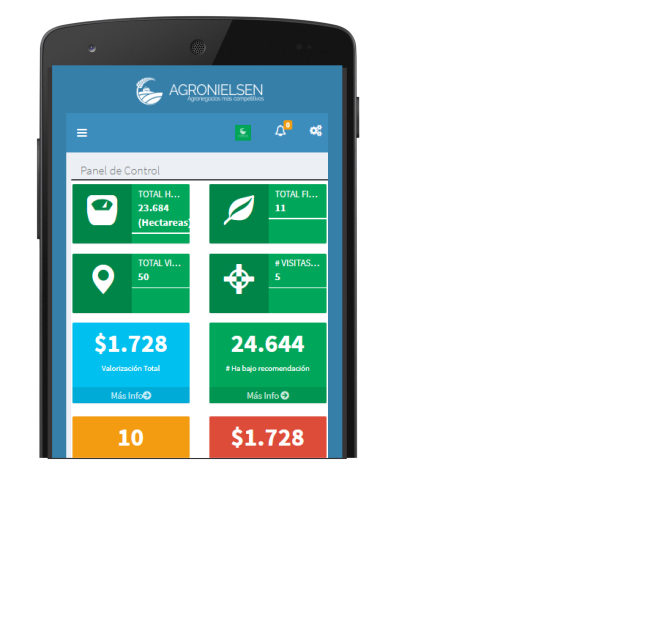 AGRONIELSEN
Agronegocios más competitivos
0
Panel de Control
TOTAL H...
23.684
(Hectareas)
TOTAL FI...
11
TOTAL VI...
50
# VISITAS...
5
$1.728
Valorización Total
Más Info
24.644
# Ha bajo recomendación
Más Info
10
$1.728